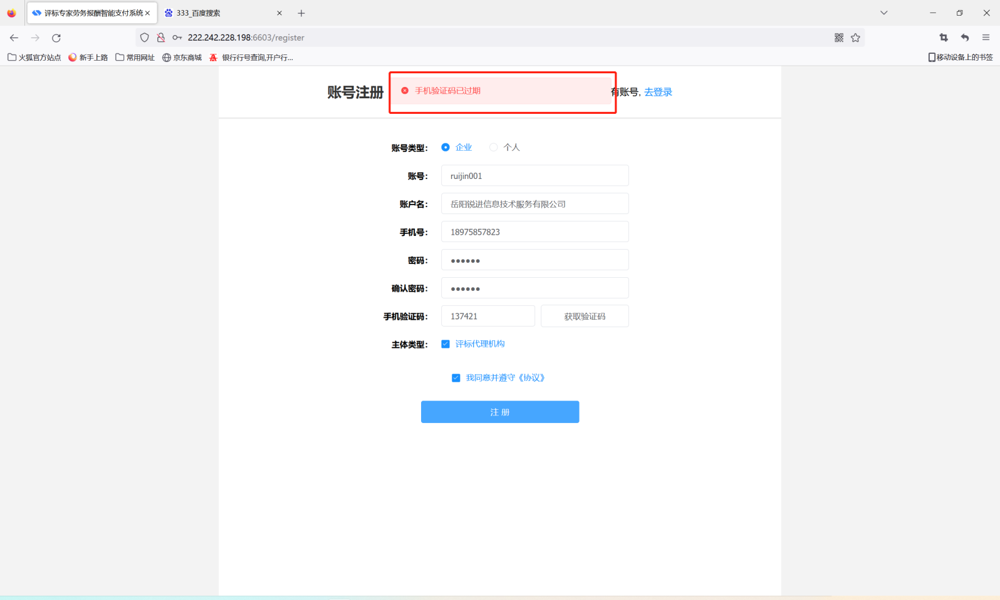 评标专家劳务报酬智能支付系统
333_百度搜索
222.242.228.198:6603/register
火狐官方站点
新手上路
常用网址
京东商城
银行行号查询,开户行...
移动设备上的书签
账号注册
手机验证码已过期
有账号, 去登录
账号类型: 企业 个人
账号: ruijin001
账户名: 岳阳锐进信息技术服务有限公司
手机号: 18975857823
密码: ●●●●●●
确认密码: ●●●●●●
手机验证码: 137421 获取验证码
主体类型: 评标代理机构
我同意并遵守《协议》
注 册